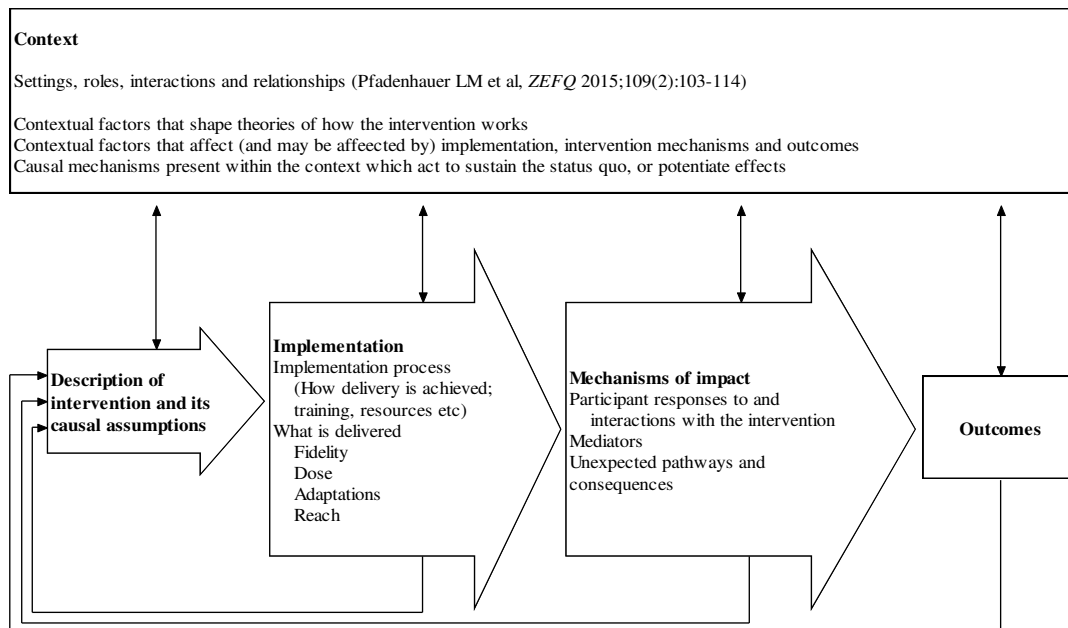 Context
Settings, roles, interactions and relationships (Pfadenhauer LM et al, ZEFQ 2015;109(2):103-114)
Contextual factors that shape theories of how the intervention works
Contextual factors that affect (and may be affeected by) implementation, intervention mechanisms and outcomes
Causal mechanisms present within the context which act to sustain the status quo, or potentiate effects
Description of
intervention and its
causal assumptions
Implementation
Implementation process
(How delivery is achieved;
training, resources etc)
What is delivered
Fidelity
Dose
Adaptations
Reach
Mechanisms of impact
Participant responses to and
interactions with the intervention
Mediators
Unexpected pathways and
consequences
Outcomes